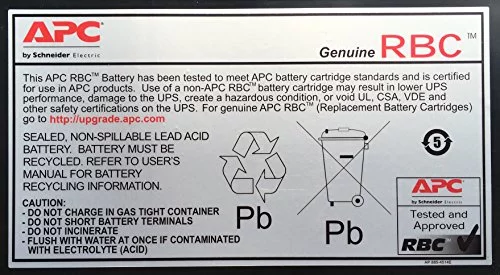 APC
by Schneider Electric
Genuine RBC™
This APC RBC™ Battery has been tested to meet APC battery cartridge standards and is certified
for use in APC products. Use of a non-APC RBC™ battery cartridge may result in lower UPS
performance, damage to the UPS, create a hazardous condition, or void UL, CSA, VDE and
other certifications on your UPS. For genuine APC RBC™ (Replacement Battery Cartridges)
go to http://upgrade.apc.com
SEALED, NON-SPILLABLE LEAD ACID
BATTERY. BATTERY MUST BE
RECYCLED. REFER TO USER'S
MANUAL FOR BATTERY
RECYCLING INSTRUCTIONS.
CAUTION:
- DO NOT CHARGE IN GAS TIGHT CONTAINER
- DO NOT SHORT BATTERY TERMINALS
- DO NOT INCINERATE
- FLUSH WITH WATER AT ONCE IF CONTAMINATED
WITH ELECTROLYTE (ACID)
Pb
Pb
5
APC
by Schneider Electric
Tested and
Approved
RBC™